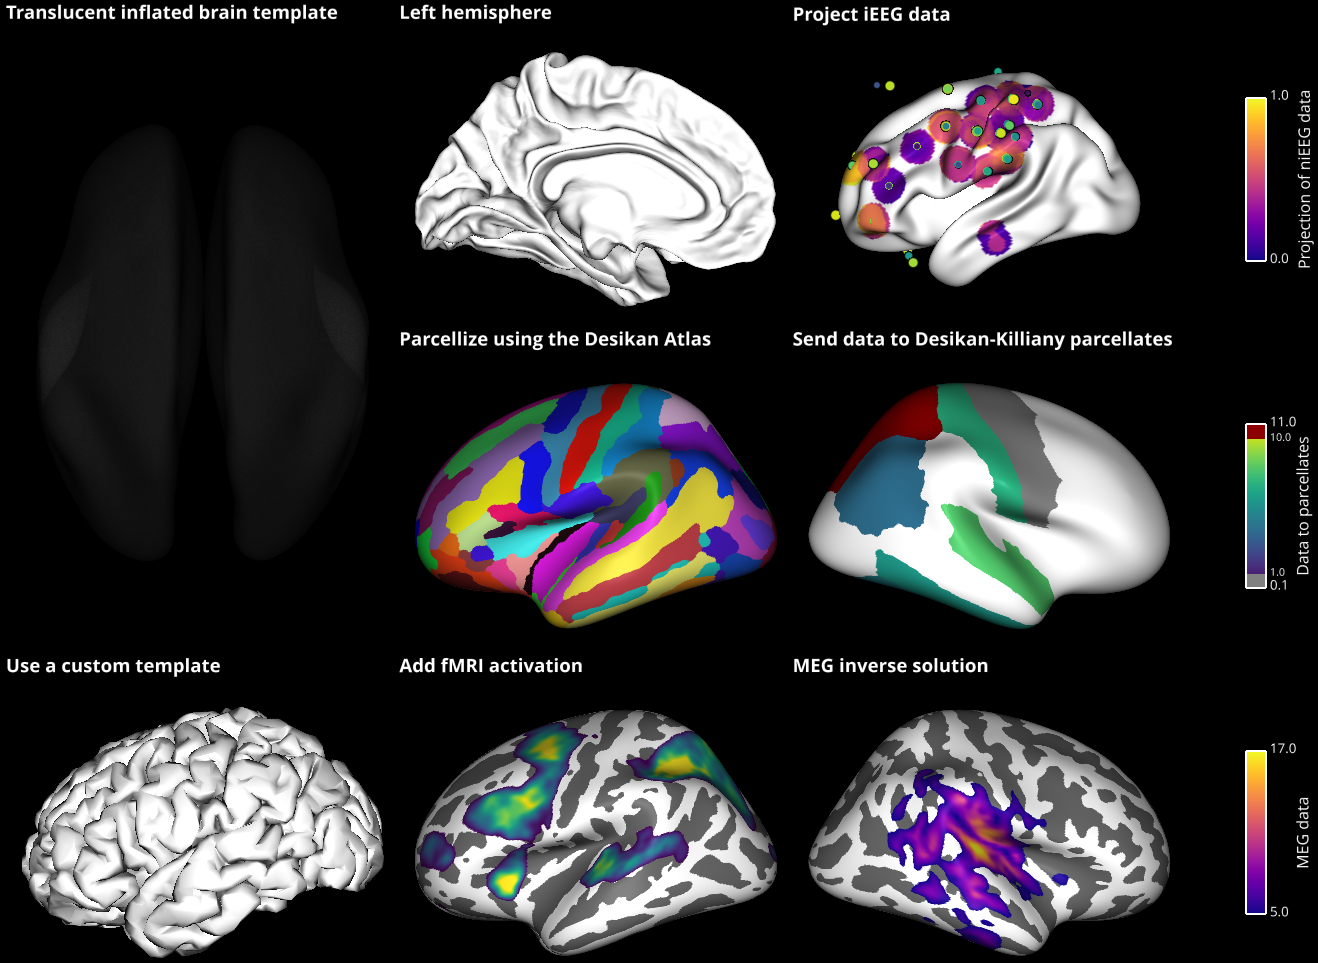 Translucent inflated brain template
Left hemisphere
Project iEEG data
1.0
0.0
Projection of niEEG data
Parcellize using the Desikan Atlas
Send data to Desikan-Killiany parcellates
11.0
10.0
1.0
0.1
Data to parcellates
Use a custom template
Add fMRI activation
MEG inverse solution
17.0
5.0
MEG data